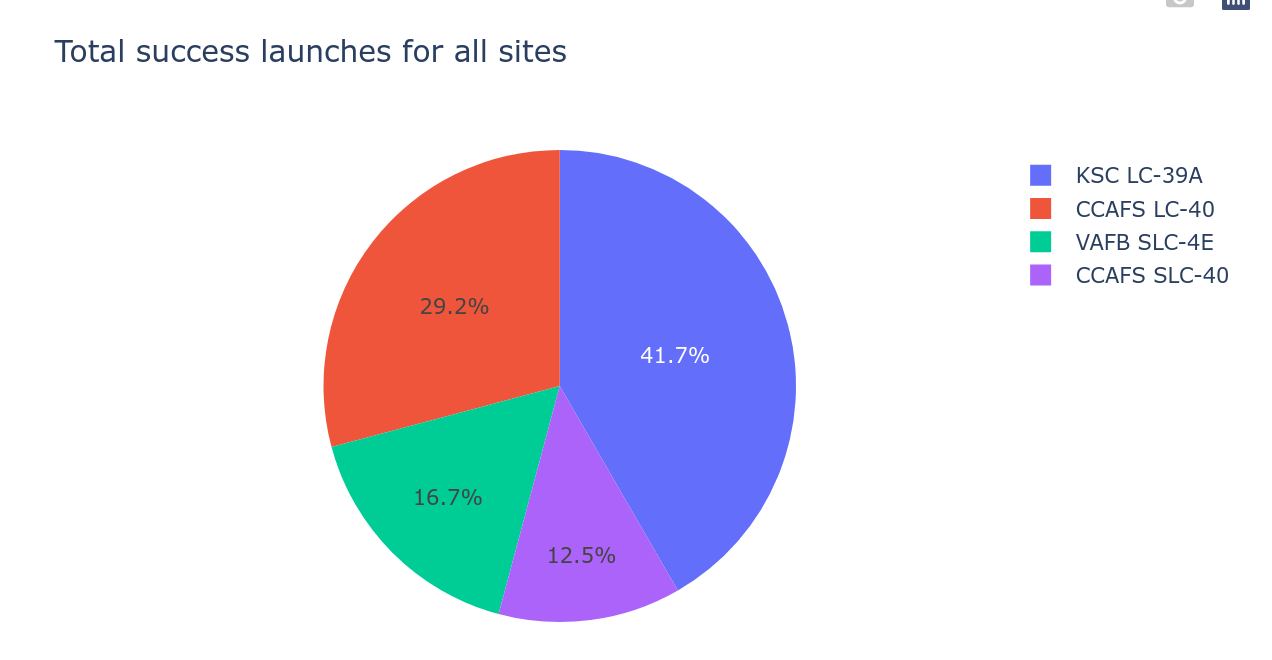 Total success launches for all sites
KSC LC-39A
CCAFS LC-40
VAFB SLC-4E
CCAFS SLC-40
29.2%
41.7%
16.7%
12.5%